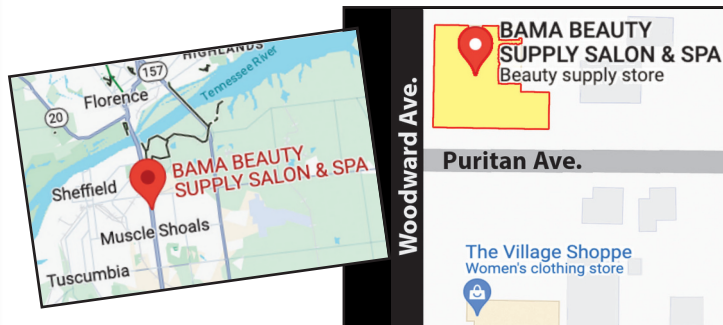 HIGHLANDS
157
Tennessee River
Florence
20
BAMA BEAUTY
SUPPLY SALON & SPA
Sheffield
Muscle Shoals
Tuscumbia
Woodward Ave.
BAMA BEAUTY
SUPPLY SALON & SPA
Beauty supply store
Puritan Ave.
The Village Shoppe
Women's clothing store